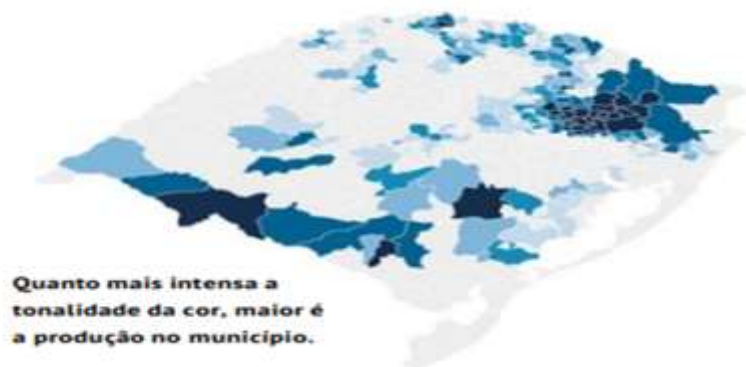 Quanto mais intensa a
tonalidade da cor, maior é
a produção no município.